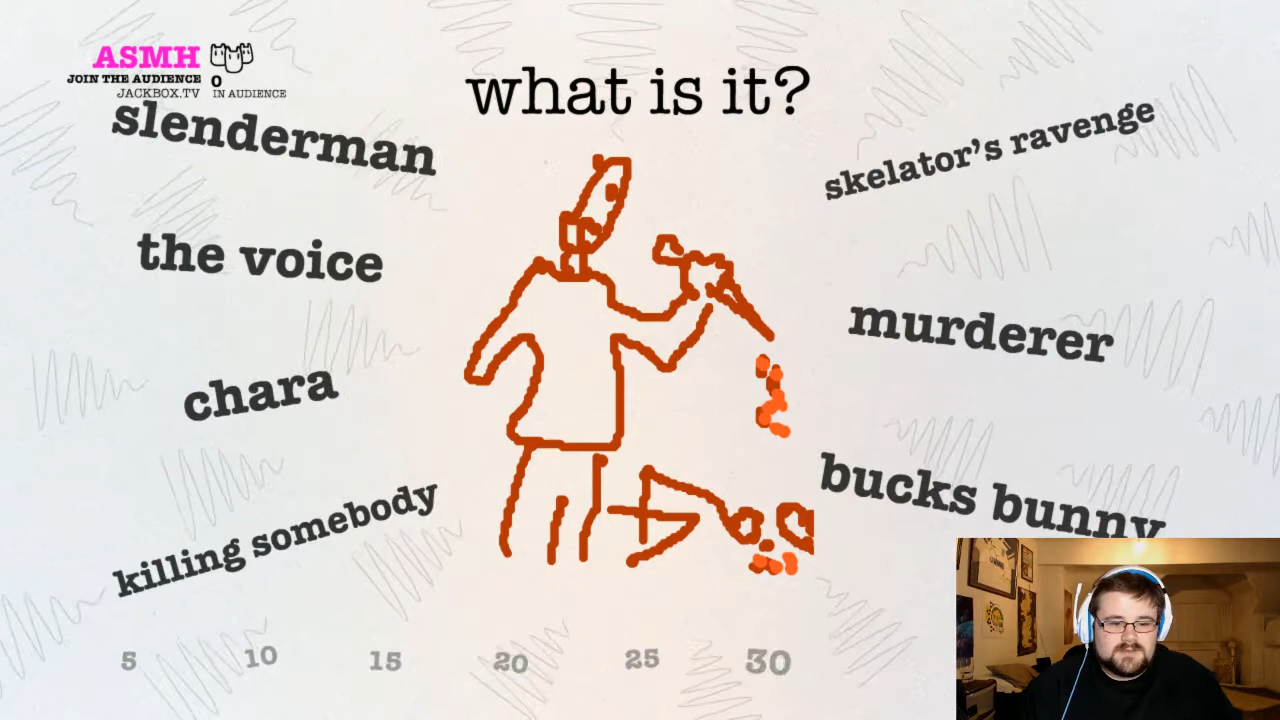 ASMH
JOIN THE AUDIENCE
JACKBOX.TV
0
IN AUDIENCE
what is it?
slenderman
skelator's ravenge
the voice
murderer
chara
bucks bunny
killing somebody
5 10 15 20 25 30